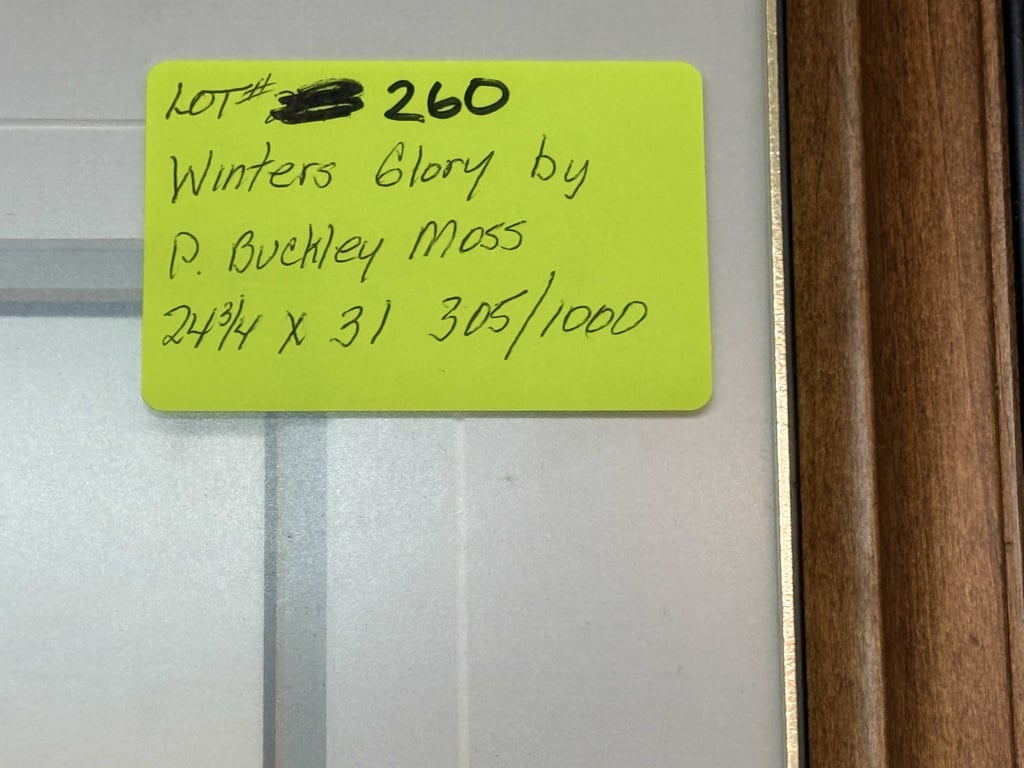 LOT# 260
Winters Glory by
P. Buckley Moss
24 3/4 X 31 305/1000